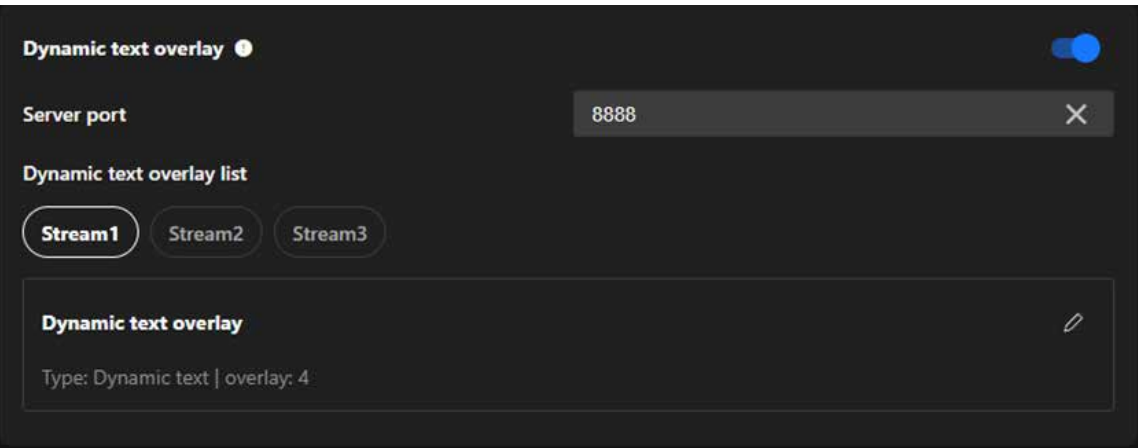 Dynamic text overlay
Server port 8888
Dynamic text overlay list
Stream1 Stream2 Stream3
Dynamic text overlay
Type: Dynamic text | overlay: 4